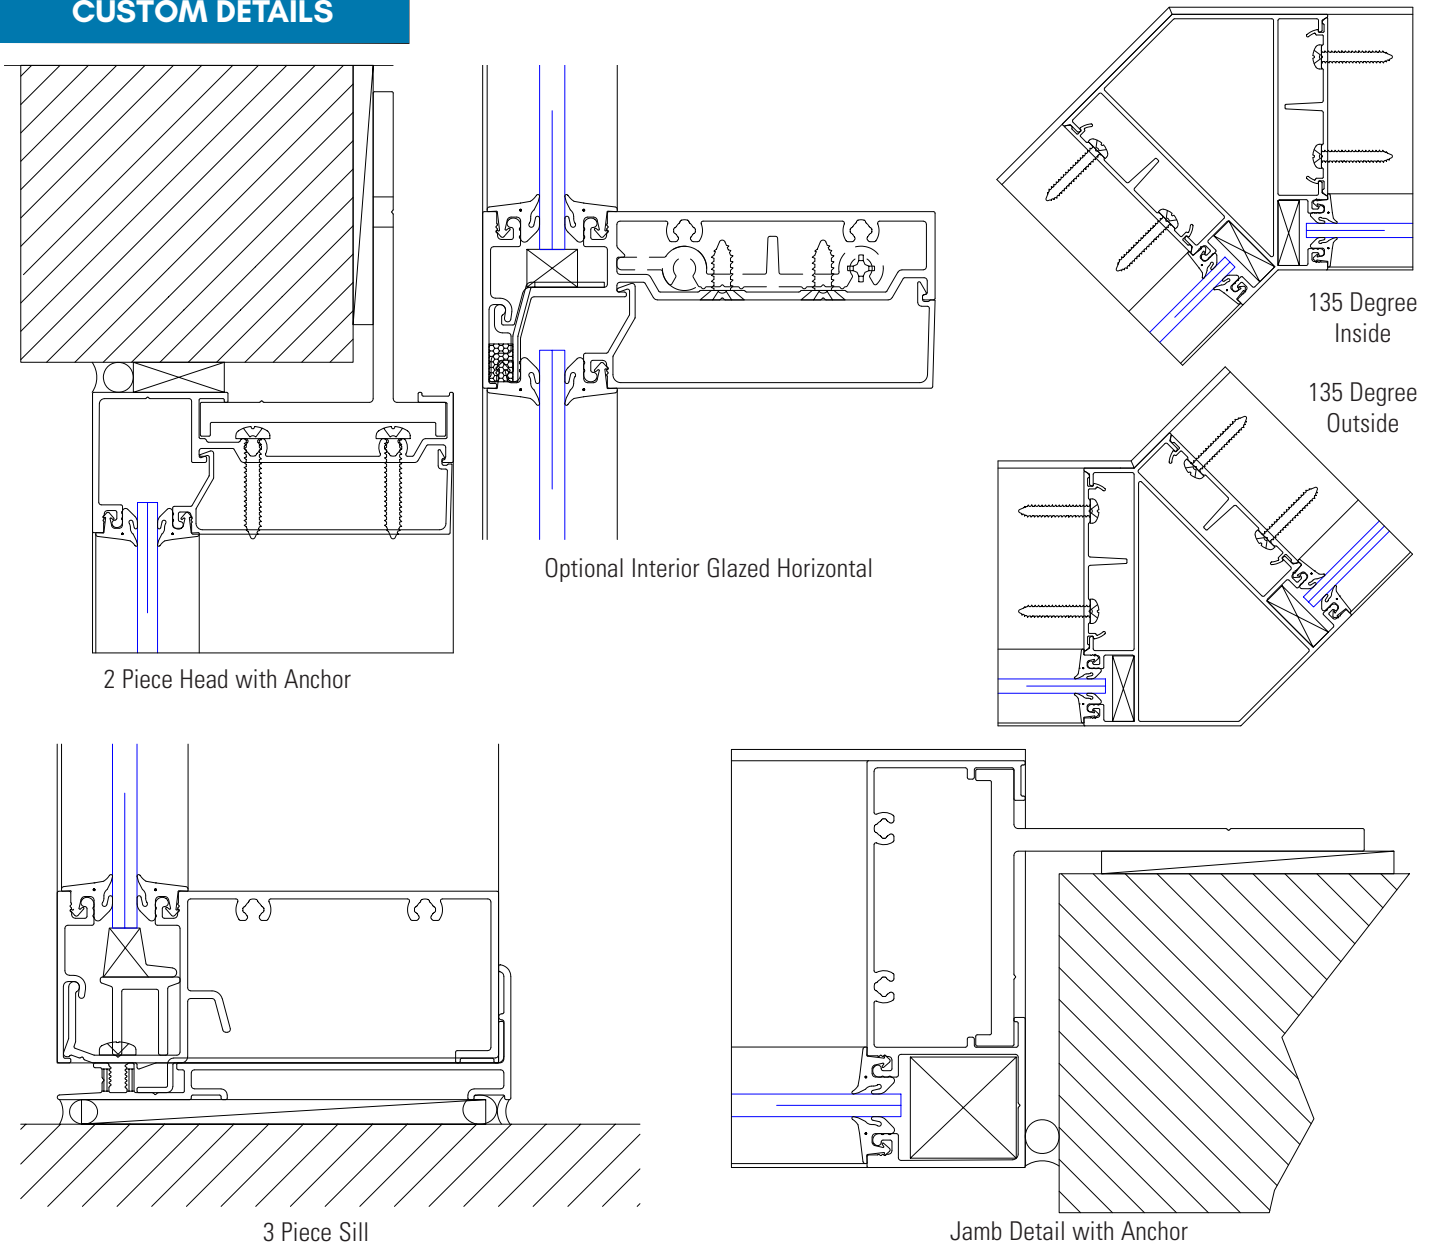 CUSTOM DETAILS
135 Degree
Inside
135 Degree
Outside
Optional Interior Glazed Horizontal
2 Piece Head with Anchor
3 Piece Sill
Jamb Detail with Anchor